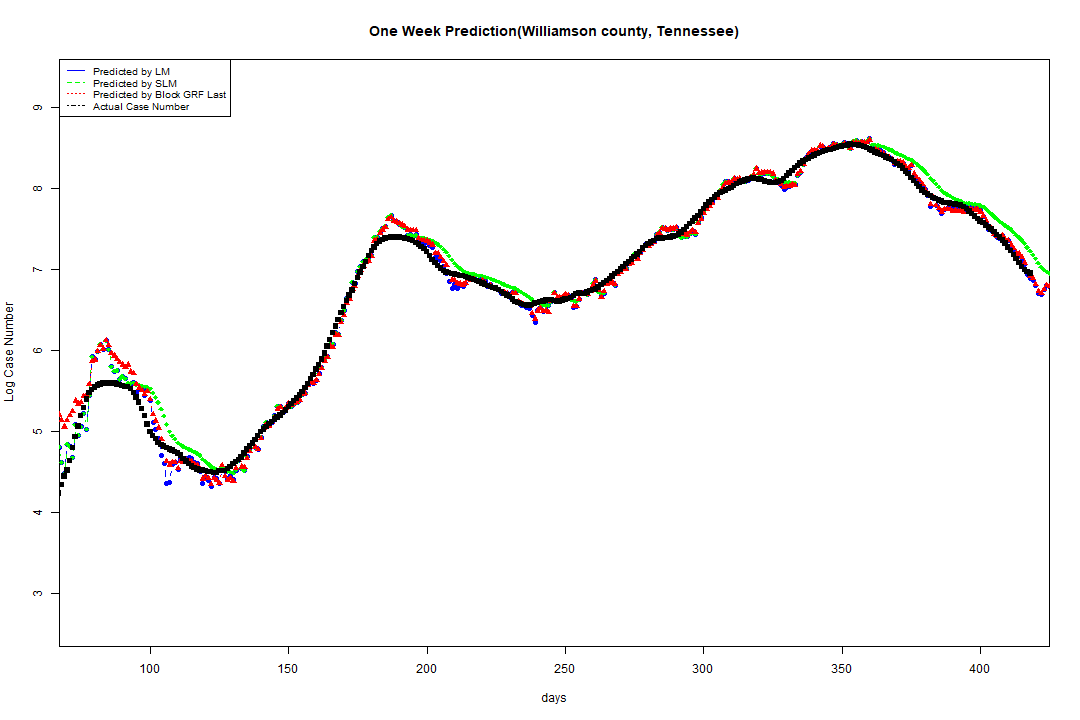 One Week Prediction(Williamson county, Tennessee)
Predicted by LM
Predicted by SLM
Predicted by Block GRF Last
Actual Case Number
Log Case Number
9
8
7
6
5
4
3
100 150 200 250 300 350 400
days